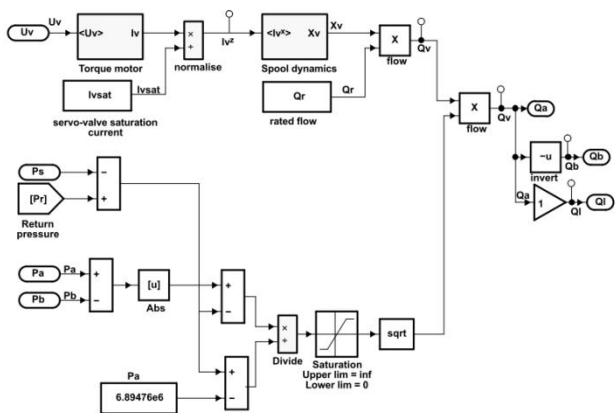 Uv
Uv
<Uv>
Iv
Torque motor
×
÷
normalise
Iv²
<Ivˣ>
Xv
Spool dynamics
Xv
X
flow
Qv
Ivsat
Ivsat
servo-valve saturation
current
Qr
Qr
rated flow
X
flow
Qv
Qa
−u
invert
Qb
Qb
Qa
1
Ql
Ql
Ps
−
+
[Pr]
Return
pressure
Pa
Pa
+
Pb
Pb
−
[u]
Abs
+
−
×
÷
Divide
Saturation
Upper lim = inf
Lower lim = 0
sqrt
Pa
6.89476e6
+
−